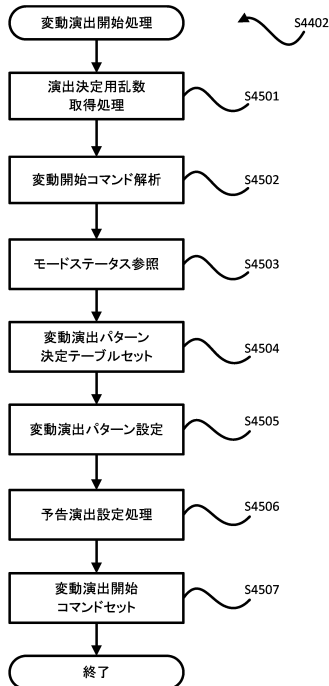 変動演出開始処理
S4402
演出決定用乱数
取得処理
S4501
変動開始コマンド解析
S4502
モードステータス参照
S4503
変動演出パターン
決定テーブルセット
S4504
変動演出パターン設定
S4505
予告演出設定処理
S4506
変動演出開始
コマンドセット
S4507
終了